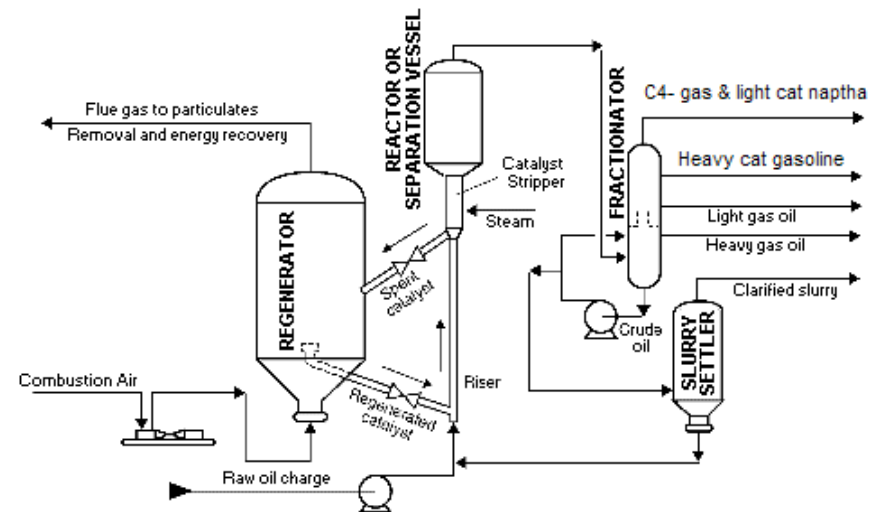 REACTOR OR
SEPARATION VESSEL
C4- gas & light cat naptha
Flue gas to particulates
Removal and energy recovery
FRACTIONATOR
Heavy cat gasoline
Catalyst
Stripper
Steam
Light gas oil
Heavy gas oil
REGENERATOR
Spent
catalyst
Clarified slurry
Crude
oil
SLURRY
SETTLER
Combustion Air
Riser
Regenerated
catalyst
Raw oil charge